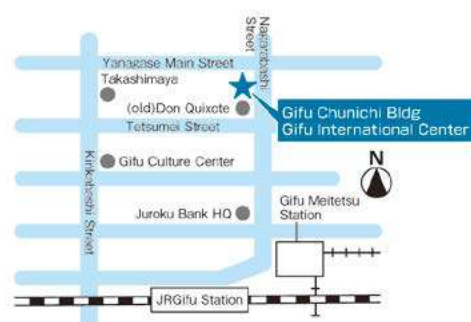 Nagarabashi
Street
Yanagase Main Street
Takashimaya
(old)Don Quixote
Gifu Chunichi Bldg
Gifu International Center
Tetsumei Street
Gifu Culture Center
N
Kinkabashi Street
Juroku Bank HQ
Gifu Meitetsu
Station
JRGifu Station